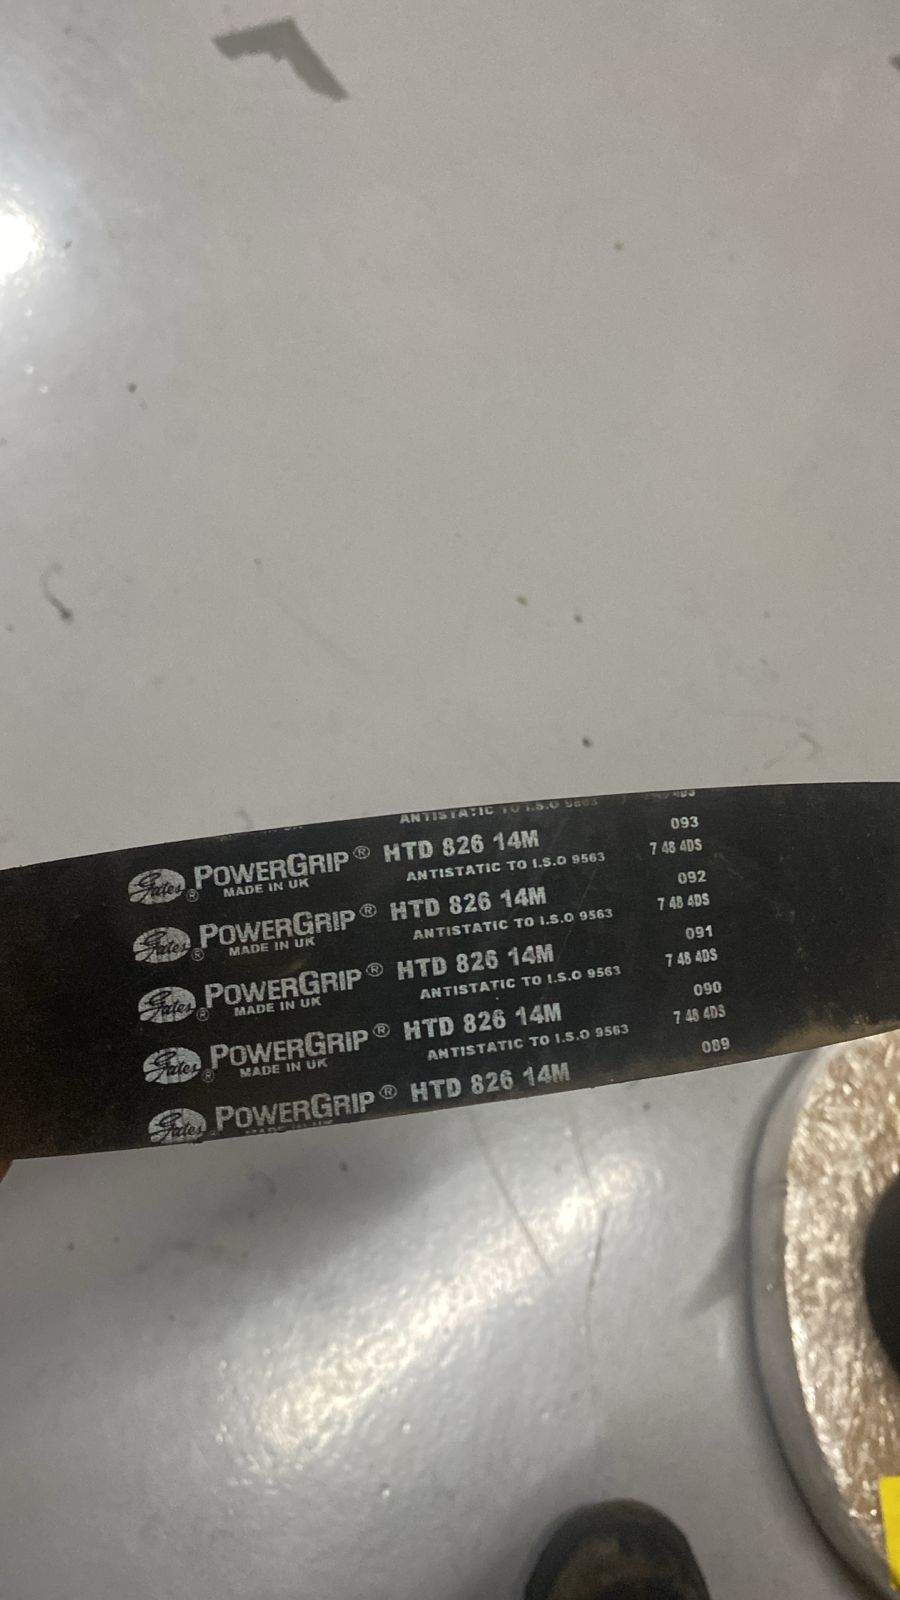 ANTISTATIC TO I.S.O 9563
093
Gates® POWERGRIP® HTD 826 14M
MADE IN UK
ANTISTATIC TO I.S.O 9563
7 48 4DS
092
Gates® POWERGRIP® HTD 826 14M
MADE IN UK
ANTISTATIC TO I.S.O 9563
7 48 4DS
091
Gates® POWERGRIP® HTD 826 14M
MADE IN UK
ANTISTATIC TO I.S.O 9563
7 48 4DS
090
Gates® POWERGRIP® HTD 826 14M
MADE IN UK
ANTISTATIC TO I.S.O 9563
7 48 4DS
089
Gates POWERGRIP® HTD 826 14M